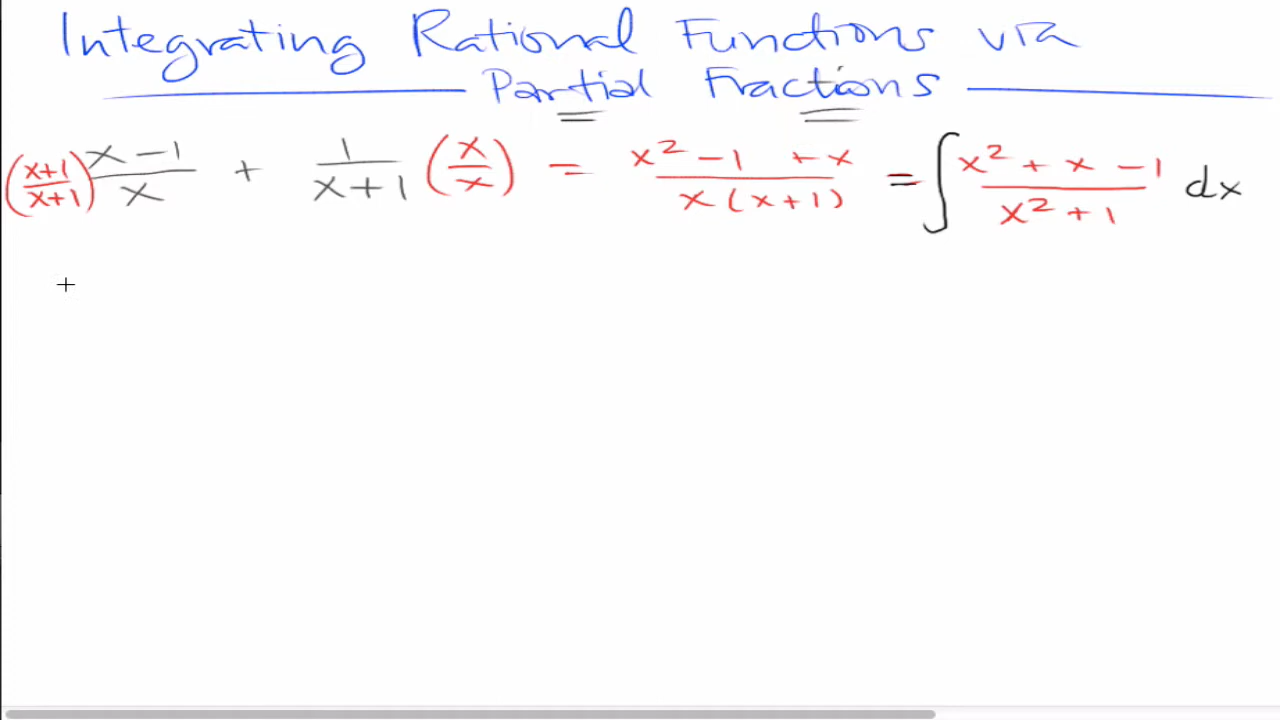 Integrating Rational Functions via
Partial Fractions
(x+1/x+1) x-1/x + 1/x+1 (x/x) = x²-1 +x/x(x+1) = ∫ x²+x-1/x²+1 dx